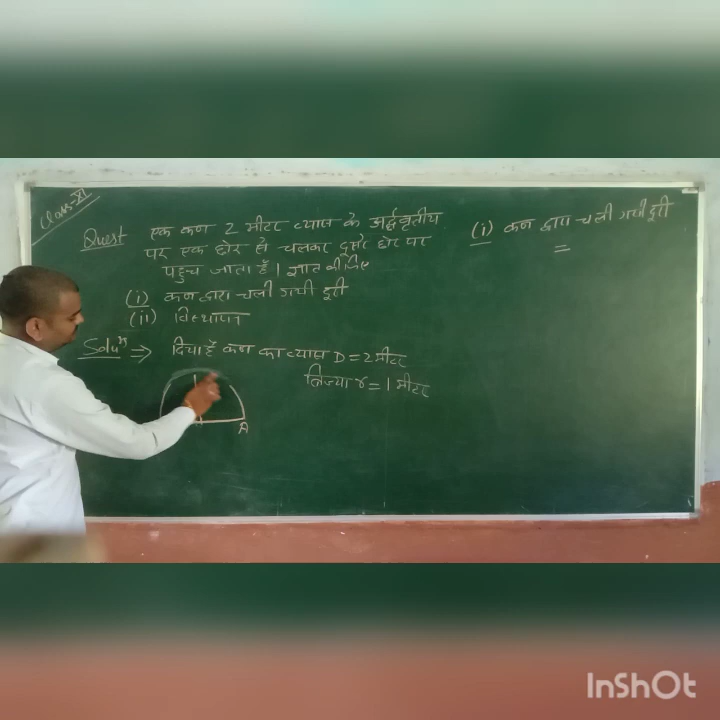 Class-XI
Quest एक कण 2 मीटर व्यास के अर्द्धवृतीय
पर एक छोर से चलकर दूसरे छोर पर
पहुच जाता हैं। ज्ञात कीजिए
(i) कण द्वारा चली गयी दूरी
(ii) विस्थापन
Soluⁿ ⇒ दिया हैं कण का व्यास D = 2 मीटर
त्रिज्या r = 1 मीटर
A
(i) कण द्वारा चली गयी दूरी
=
InShOt